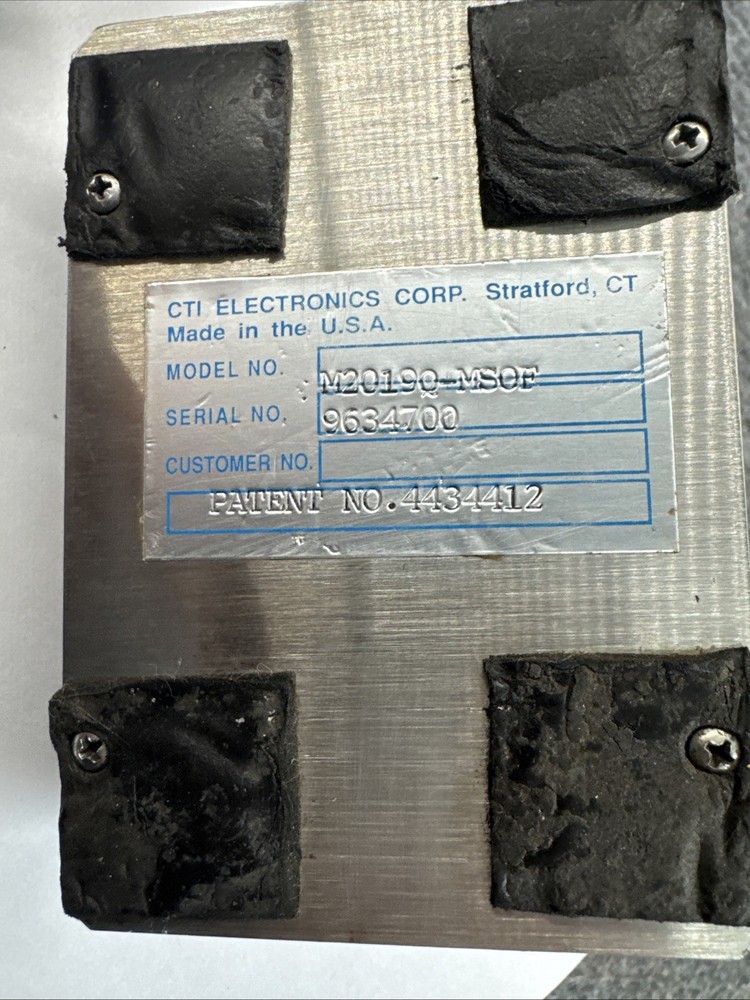 CTI ELECTRONICS CORP. Stratford, CT
Made in the U.S.A.
MODEL NO. M2019Q-MSOF
SERIAL NO. 9634700
CUSTOMER NO.
PATENT NO.4434412